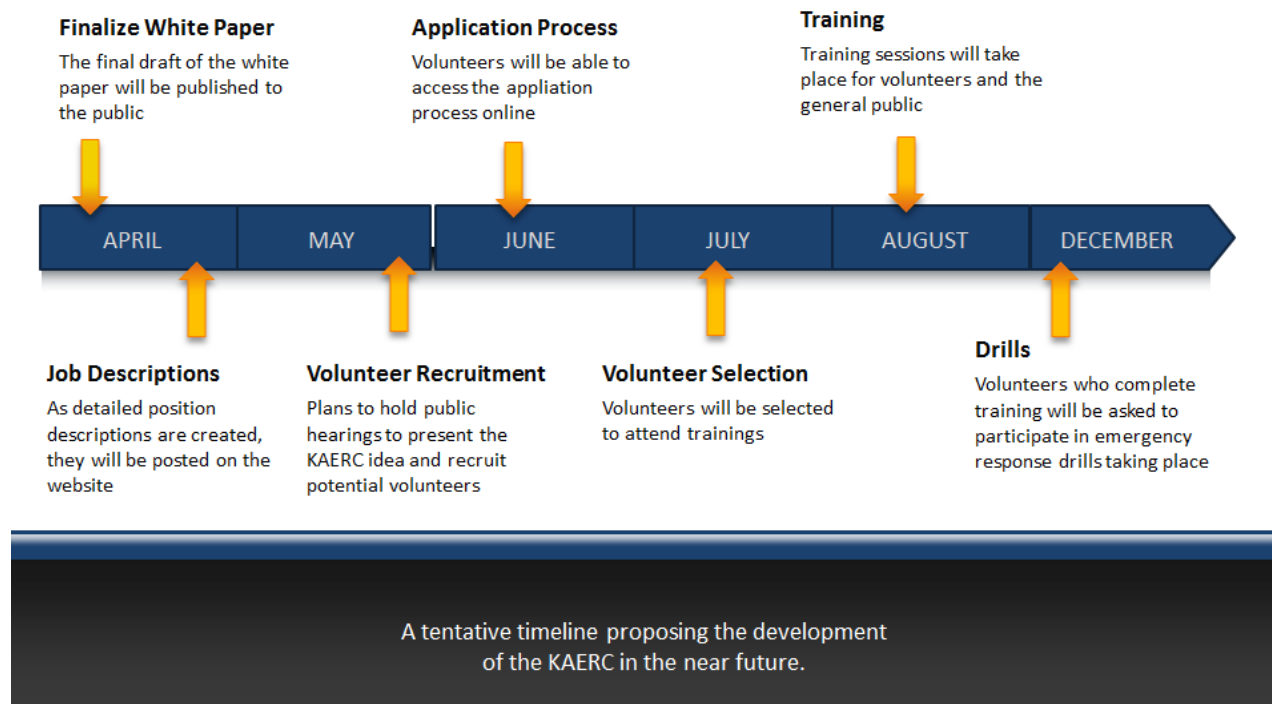 Finalize White Paper
The final draft of the white
paper will be published to
the public
Application Process
Volunteers will be able to
access the appliation
process online
Training
Training sessions will take
place for volunteers and the
general public
APRIL
MAY
JUNE
JULY
AUGUST
DECEMBER
Job Descriptions
As detailed position
descriptions are created,
they will be posted on the
website
Volunteer Recruitment
Plans to hold public
hearings to present the
KAERC idea and recruit
potential volunteers
Volunteer Selection
Volunteers will be selected
to attend trainings
Drills
Volunteers who complete
training will be asked to
participate in emergency
response drills taking place
A tentative timeline proposing the development
of the KAERC in the near future.